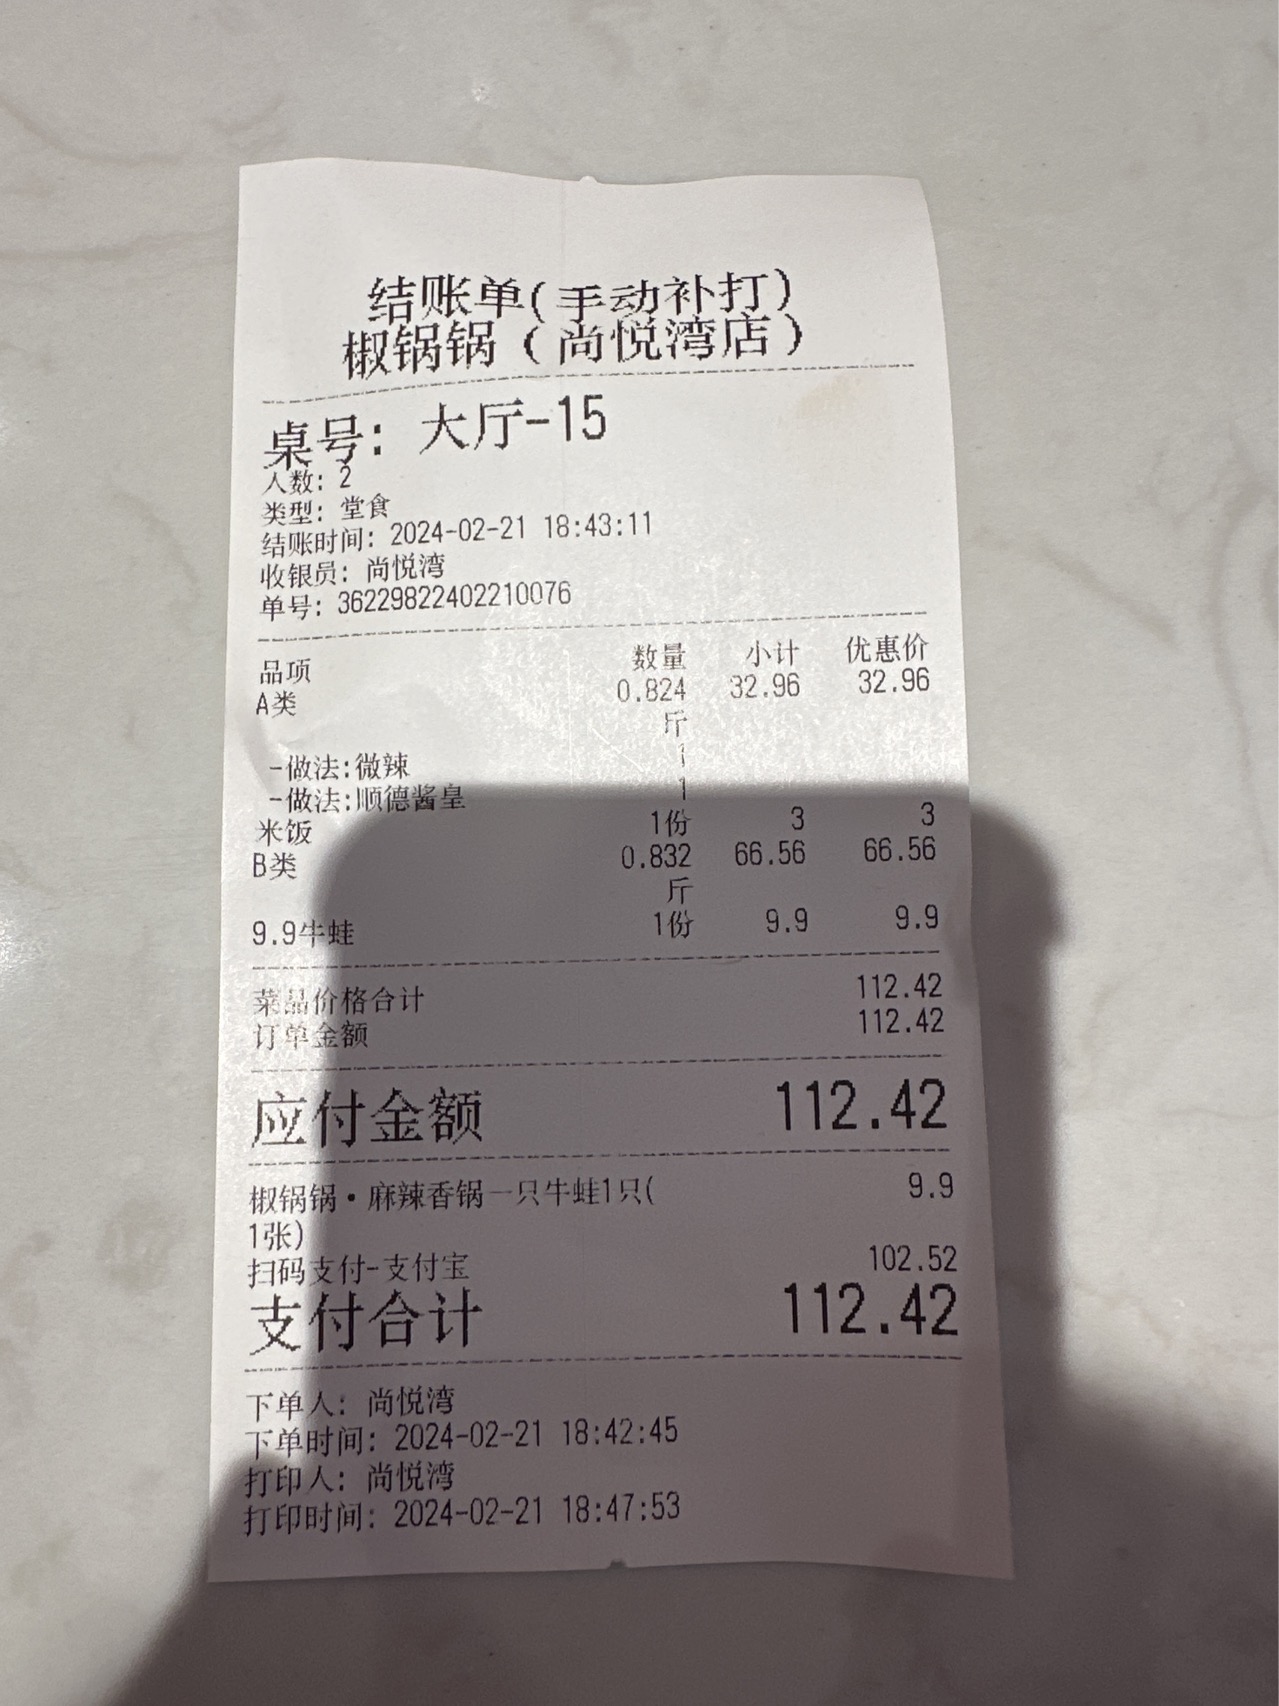 结账单(手动补打)
椒锅锅(尚悦湾店)
桌号: 大厅-15
人数: 2
类型: 堂食
结账时间: 2024-02-21 18:43:11
收银员: 尚悦湾
单号: 36229822402210076
品项 数量 小计 优惠价
A类 0.824 32.96 32.96
斤
-做法:微辣 1
-做法:顺德酱皇 1
米饭 1份 3 3
B类 0.832 66.56 66.56
斤
9.9牛蛙 1份 9.9 9.9
菜品价格合计 112.42
订单金额 112.42
应付金额 112.42
椒锅锅·麻辣香锅一只牛蛙1只( 9.9
1张)
扫码支付-支付宝 102.52
支付合计 112.42
下单人: 尚悦湾
下单时间: 2024-02-21 18:42:45
打印人: 尚悦湾
打印时间: 2024-02-21 18:47:53